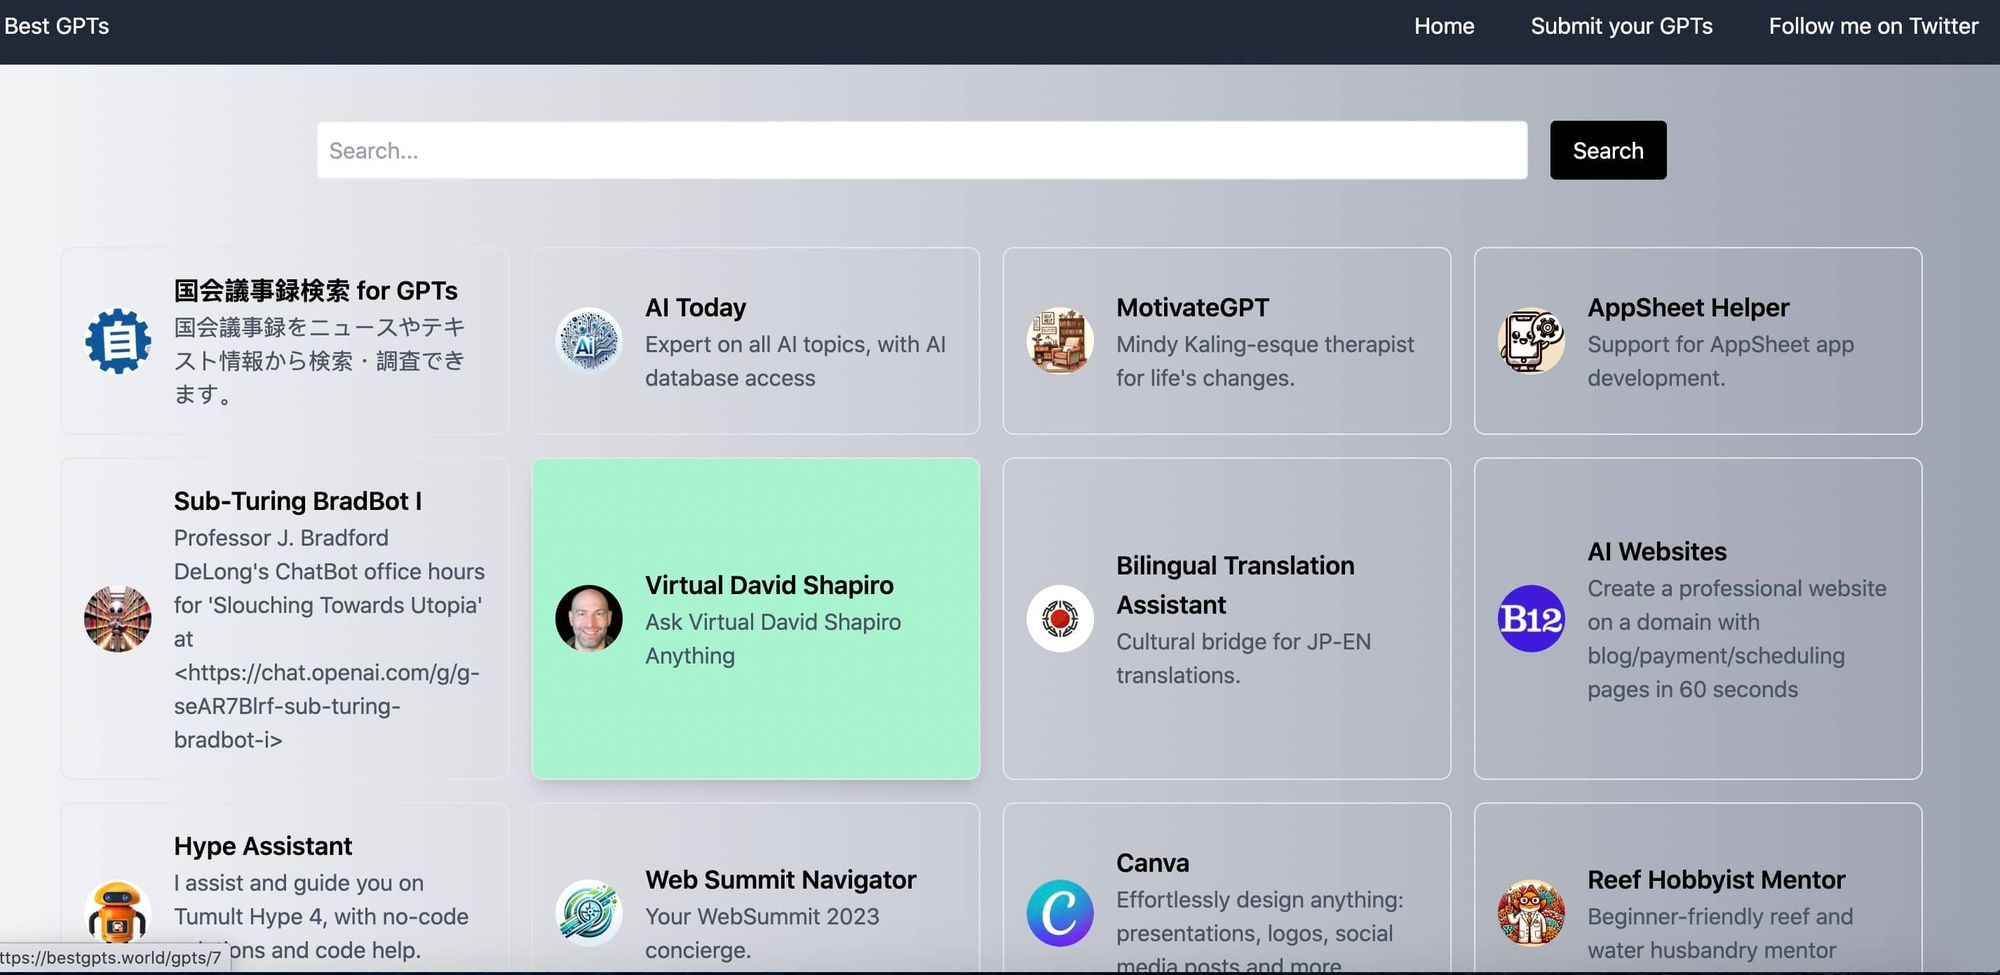 Best GPTs
Home
Submit your GPTs
Follow me on Twitter
Search...
Search
国会議事録検索 for GPTs
国会議事録をニュースやテキ
スト情報から検索・調査でき
ます。
自
AI Today
Expert on all AI topics, with AI
database access
Ai
MotivateGPT
Mindy Kaling-esque therapist
for life's changes.
AppSheet Helper
Support for AppSheet app
development.
Sub-Turing BradBot I
Professor J. Bradford
DeLong's ChatBot office hours
for 'Slouching Towards Utopia'
at
<https://chat.openai.com/g/g-
seAR7Blrf-sub-turing-
bradbot-i>
Virtual David Shapiro
Ask Virtual David Shapiro
Anything
Bilingual Translation
Assistant
Cultural bridge for JP-EN
translations.
B12
AI Websites
Create a professional website
on a domain with
blog/payment/scheduling
pages in 60 seconds
Hype Assistant
I assist and guide you on
Tumult Hype 4, with no-code
ons and code help.
Web Summit Navigator
Your WebSummit 2023
concierge.
C
Canva
Effortlessly design anything:
presentations, logos, social
media posts and more
Reef Hobbyist Mentor
Beginner-friendly reef and
water husbandry mentor
ttps://bestgpts.world/gpts/7